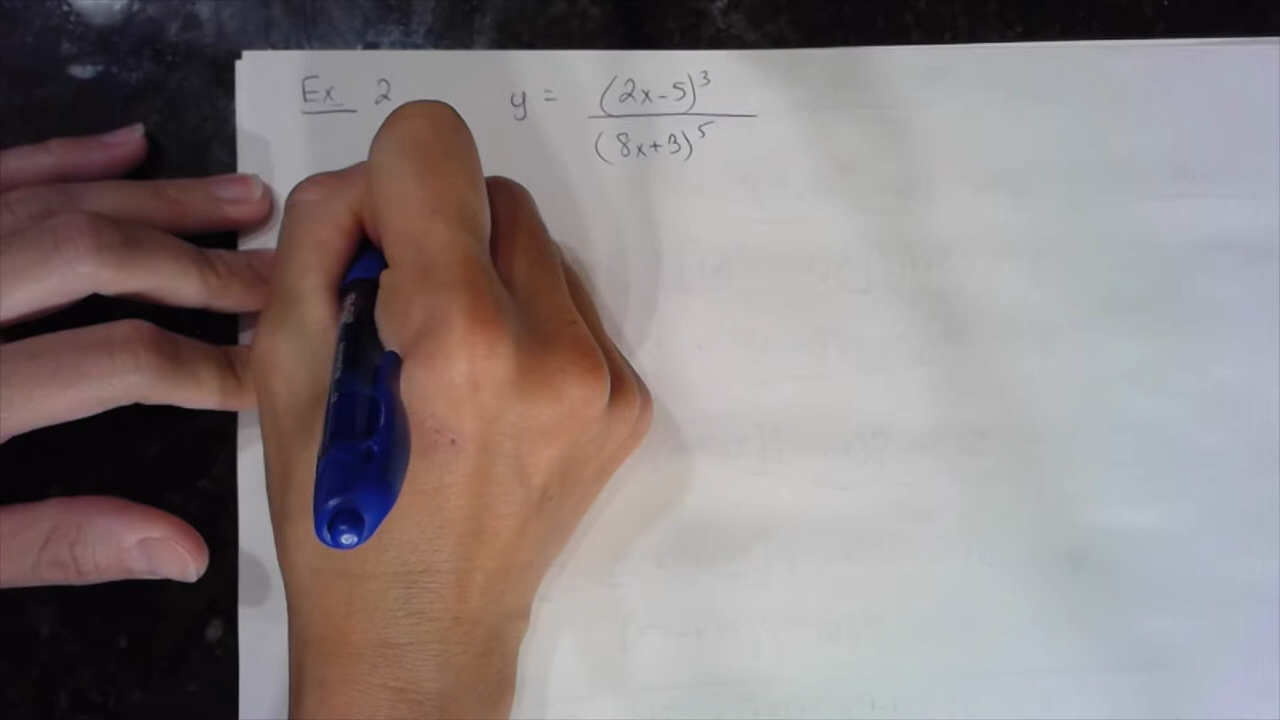 Ex 2 y = (2x-5)³
(8x+3)⁵